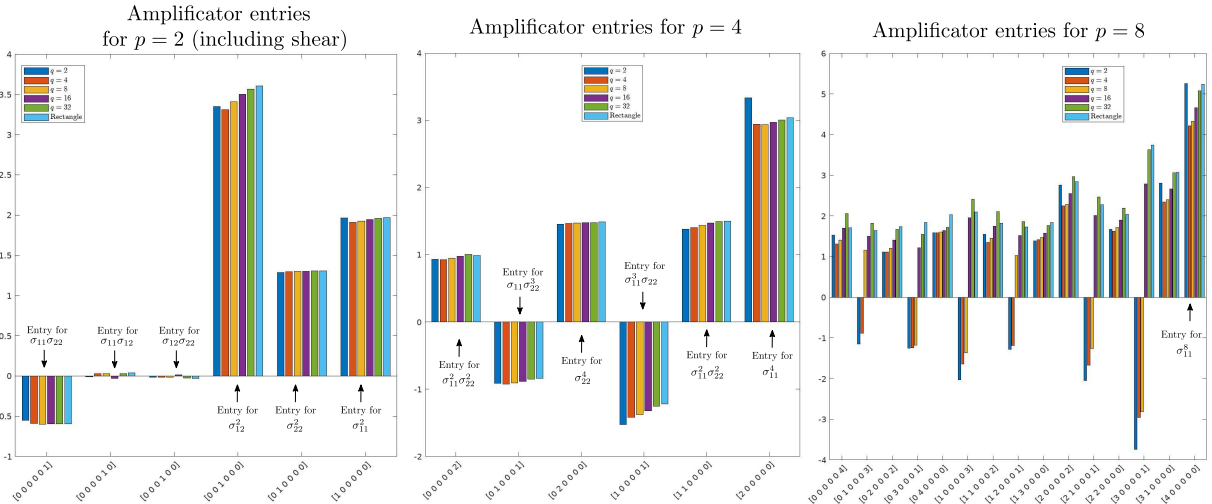 Amplificator entries
for p = 2 (including shear)
4
3.5
3
2
1
0
-1
q = 2
q = 4
q = 8
q = 16
q = 32
Rectangle
Entry for
σ₁₁σ₂₂
Entry for
σ₁₁σ₁₂
Entry for
σ₁₂σ₂₂
Entry for
σ₁₂²
Entry for
σ₂₂²
Entry for
σ₁₁²
[0 0 0 0 0 1]
[0 0 0 0 1 0]
[0 0 0 1 0 0]
[0 0 1 0 0 0]
[0 1 0 0 0 0]
[1 0 0 0 0 0]
Amplificator entries for p = 4
4
3
2
1
0
-1
-2
q = 2
q = 4
q = 8
q = 16
q = 32
Rectangle
Entry for
σ₁₁²σ₂₂²
Entry for
σ₁₁σ₂₂³
Entry for
σ₂₂⁴
Entry for
σ₁₁³σ₂₂
Entry for
σ₁₁²σ₂₂²
Entry for
σ₁₁⁴
[0 0 0 0 0 2]
[0 1 0 0 0 1]
[0 2 0 0 0 0]
[1 0 0 0 0 1]
[1 1 0 0 0 0]
[2 0 0 0 0 0]
Amplificator entries for p = 8
6
5
4
3
2
1
0
-1
-2
-3
-4
q = 2
q = 4
q = 8
q = 16
q = 32
Rectangle
Entry for
σ₁₁⁸
[0 0 0 0 0 4]
[0 1 0 0 0 3]
[0 2 0 0 0 2]
[0 3 0 0 0 1]
[0 4 0 0 0 0]
[1 0 0 0 0 3]
[1 1 0 0 0 2]
[1 2 0 0 0 1]
[1 3 0 0 0 0]
[2 0 0 0 0 2]
[2 1 0 0 0 1]
[2 2 0 0 0 0]
[3 0 0 0 0 1]
[3 1 0 0 0 0]
[4 0 0 0 0 0]